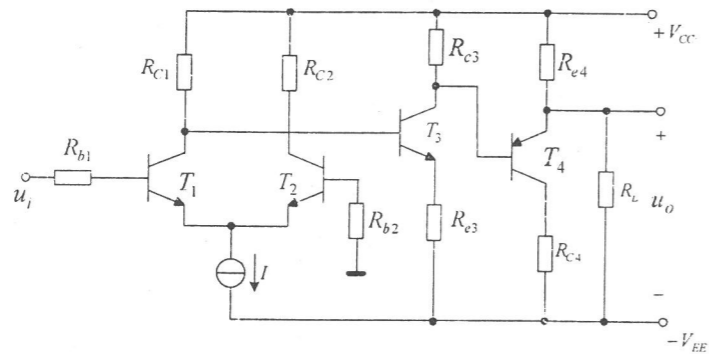 +V_CC
R_C1
R_C2
R_c3
R_e4
T_3
T_4
R_b1
T_1
T_2
u_i
R_b2
R_e3
R_L
u_o
+
I
R_C4
−
−V_EE